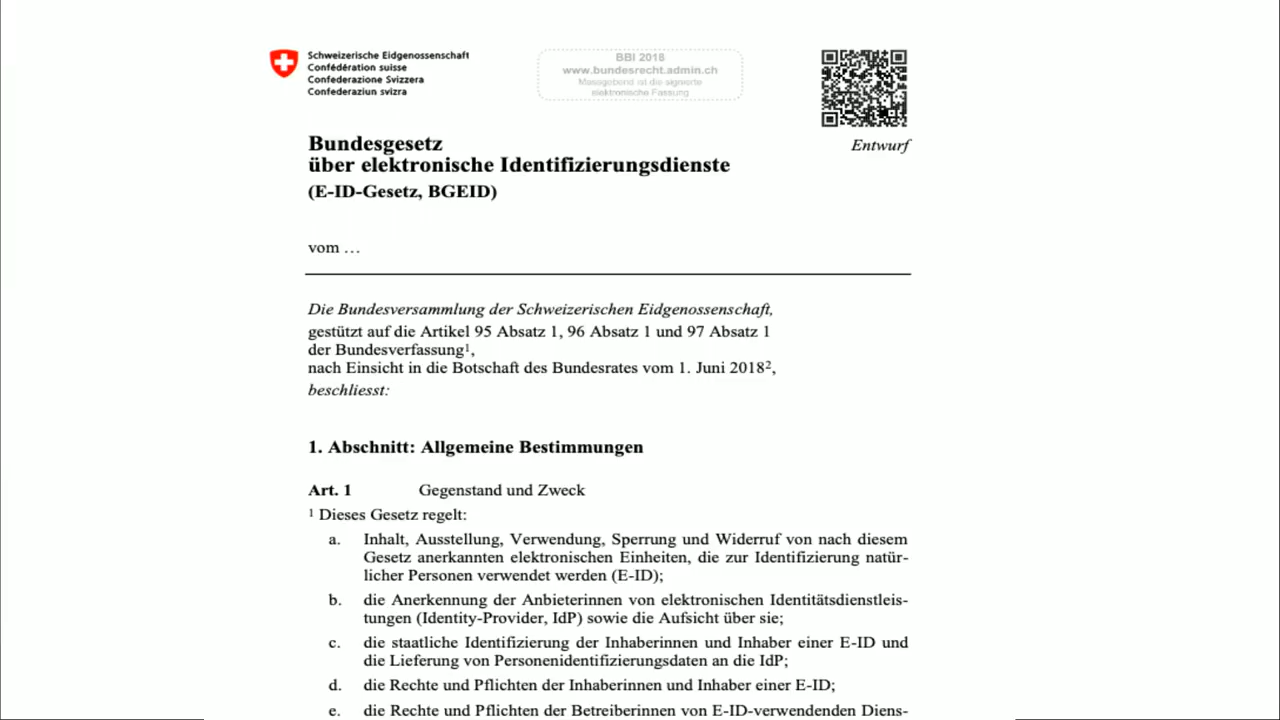 Schweizerische Eidgenossenschaft
Confédération suisse
Confederazione Svizzera
Confederaziun svizra
BBl 2018
www.bundesrecht.admin.ch
Massgebend ist die signierte
elektronische Fassung
Entwurf
Bundesgesetz
über elektronische Identifizierungsdienste
(E-ID-Gesetz, BGEID)
vom …
Die Bundesversammlung der Schweizerischen Eidgenossenschaft,
gestützt auf die Artikel 95 Absatz 1, 96 Absatz 1 und 97 Absatz 1
der Bundesverfassung¹,
nach Einsicht in die Botschaft des Bundesrates vom 1. Juni 2018²,
beschliesst:
1. Abschnitt: Allgemeine Bestimmungen
Art. 1 Gegenstand und Zweck
¹ Dieses Gesetz regelt:
a. Inhalt, Ausstellung, Verwendung, Sperrung und Widerruf von nach diesem
Gesetz anerkannten elektronischen Einheiten, die zur Identifizierung natür-
licher Personen verwendet werden (E-ID);
b. die Anerkennung der Anbieterinnen von elektronischen Identitätsdienstleis-
tungen (Identity-Provider, IdP) sowie die Aufsicht über sie;
c. die staatliche Identifizierung der Inhaberinnen und Inhaber einer E-ID und
die Lieferung von Personenidentifizierungsdaten an die IdP;
d. die Rechte und Pflichten der Inhaberinnen und Inhaber einer E-ID;
e. die Rechte und Pflichten der Betreiberinnen von E-ID-verwendenden Diens-